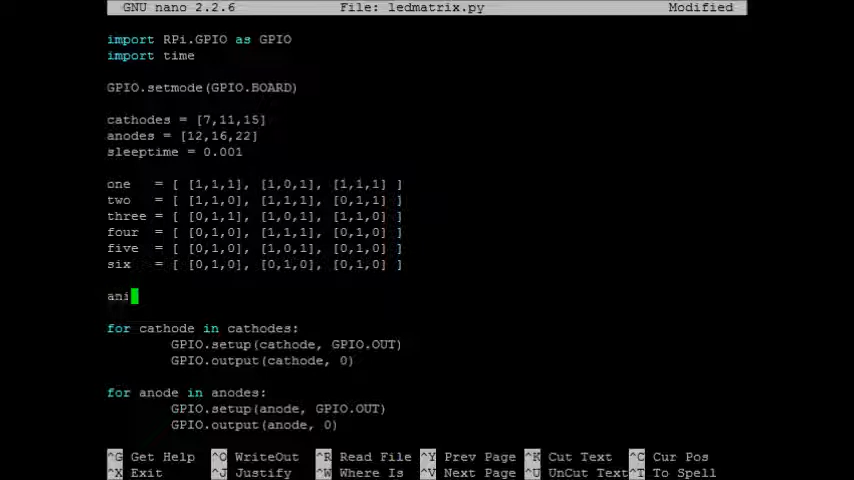 GNU nano 2.2.6 File: ledmatrix.py Modified
import RPi.GPIO as GPIO
import time
GPIO.setmode(GPIO.BOARD)
cathodes = [7,11,15]
anodes = [12,16,22]
sleeptime = 0.001
one   = [ [1,1,1], [1,0,1], [1,1,1] ]
two   = [ [1,1,0], [1,1,1], [0,1,1] ]
three = [ [0,1,1], [1,0,1], [1,1,0] ]
four  = [ [0,1,0], [1,1,1], [0,1,0] ]
five  = [ [0,1,0], [1,0,1], [0,1,0] ]
six   = [ [0,1,0], [0,1,0], [0,1,0] ]
ani
for cathode in cathodes:
        GPIO.setup(cathode, GPIO.OUT)
        GPIO.output(cathode, 0)
for anode in anodes:
        GPIO.setup(anode, GPIO.OUT)
        GPIO.output(anode, 0)
^G Get Help ^O WriteOut ^R Read File ^Y Prev Page ^K Cut Text ^C Cur Pos
^X Exit ^J Justify ^W Where Is ^V Next Page ^U UnCut Text ^T To Spell